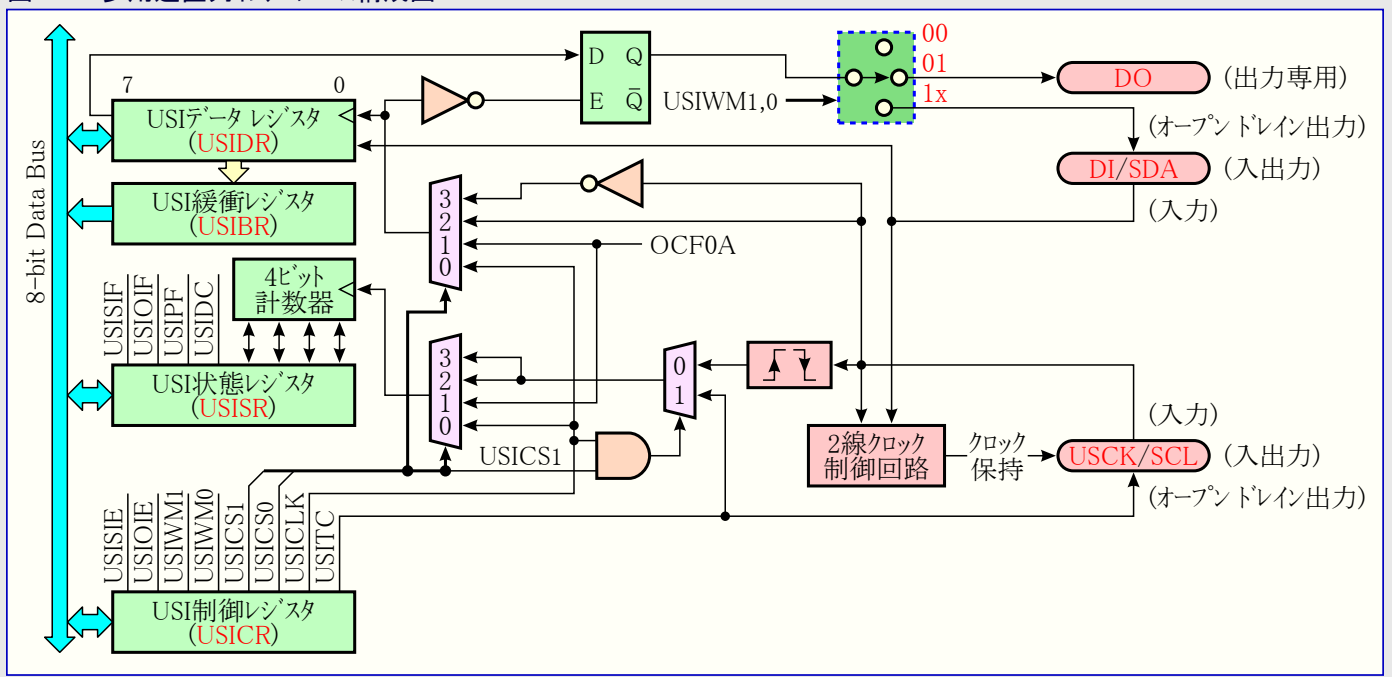 00
D Q
01
USIWM1,0
DO
(出力専用)
7 0
E Q̅
1x
USIデータ レジスタ
(USIDR)
(オープンドレイン出力)
DI/SDA
(入出力)
(入力)
8-bit Data Bus
USI緩衝レジスタ
(USIBR)
3
2
1
0
OCF0A
4ビット
計数器
USISIF
USIOIF
USIPF
USIDC
USI状態レジスタ
(USISR)
3
2
1
0
0
1
USICS1
2線クロック
制御回路
クロック
保持
(入力)
USCK/SCL
(入出力)
(オープンドレイン出力)
USISIE
USIOIE
USIWM1
USIWM0
USICS1
USICS0
USICLK
USITC
USI制御レジスタ
(USICR)